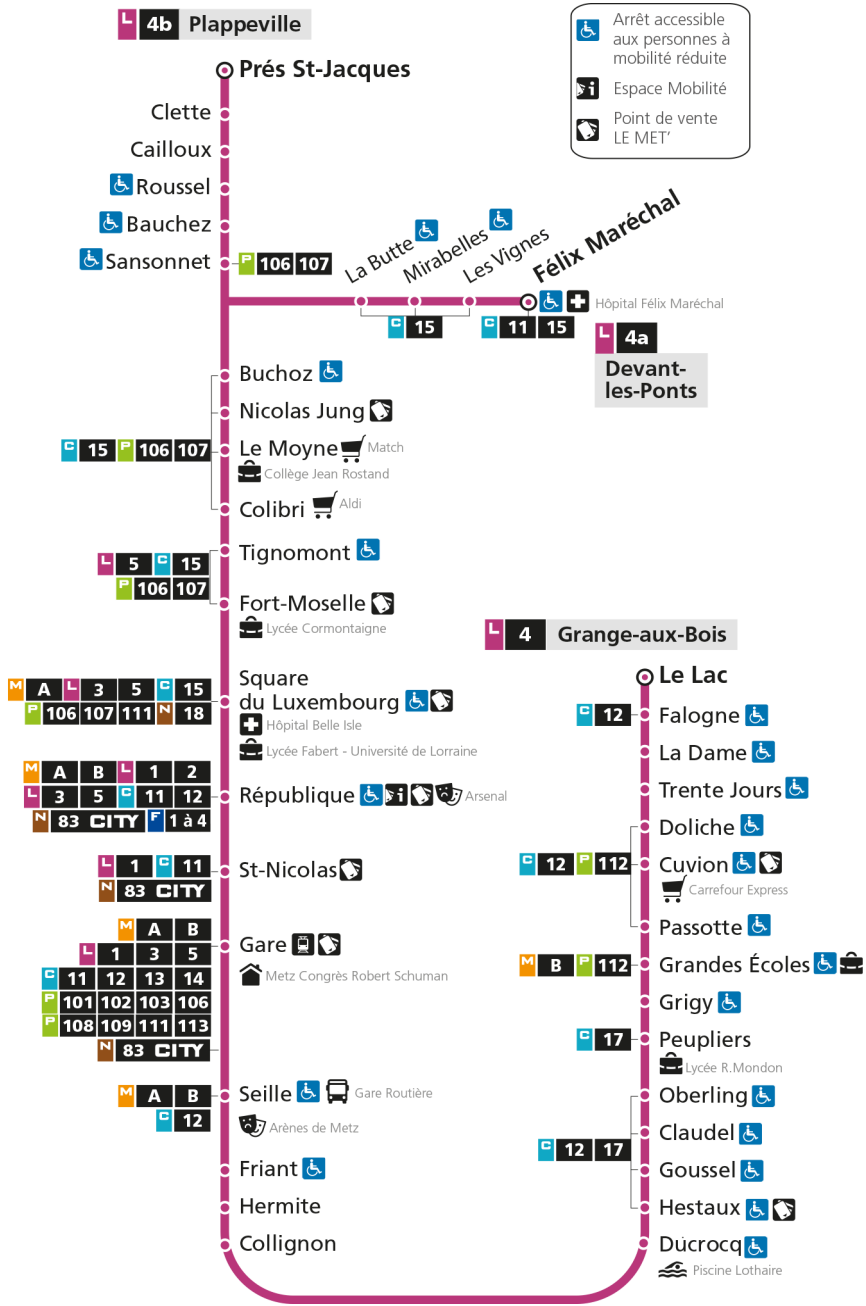 L 4b Plappeville
Arrêt accessible
aux personnes à
mobilité réduite
Espace Mobilité
Point de vente
LE MET'
Prés St-Jacques
Clette
Cailloux
Roussel
Bauchez
Sansonnet
P 106 107
La Butte
Mirabelles
Les Vignes
Félix Maréchal
Hôpital Félix Maréchal
C 15
C 11 15
L 4a
Devant-
les-Ponts
Buchoz
Nicolas Jung
C 15 P 106 107
Le Moyne
Match
Collège Jean Rostand
Colibri
Aldi
Tignomont
L 5 C 15
P 106 107
Fort-Moselle
Lycée Cormontaigne
Square
du Luxembourg
M A L 3 5 C 15
P 106 107 111 N 18
Hôpital Belle Isle
Lycée Fabert - Université de Lorraine
M A B L 1 2
L 3 5 C 11 12
N 83 CITY F 1 à 4
République
i
Arsenal
L 1 C 11
N 83 CITY
St-Nicolas
M A B
L 1 3 5
C 11 12 13 14
P 101 102 103 106
P 108 109 111 113
N 83 CITY
Gare
Metz Congrès Robert Schuman
M A B
C 12
Seille
Gare Routière
Arènes de Metz
Friant
Hermite
Collignon
L 4 Grange-aux-Bois
Le Lac
C 12
Falogne
La Dame
Trente Jours
Doliche
C 12 P 112
Cuvion
Carrefour Express
Passotte
M B P 112
Grandes Écoles
Grigy
C 17
Peupliers
Lycée R.Mondon
Oberling
Claudel
C 12 17
Goussel
Hestaux
Ducrocq
Piscine Lothaire